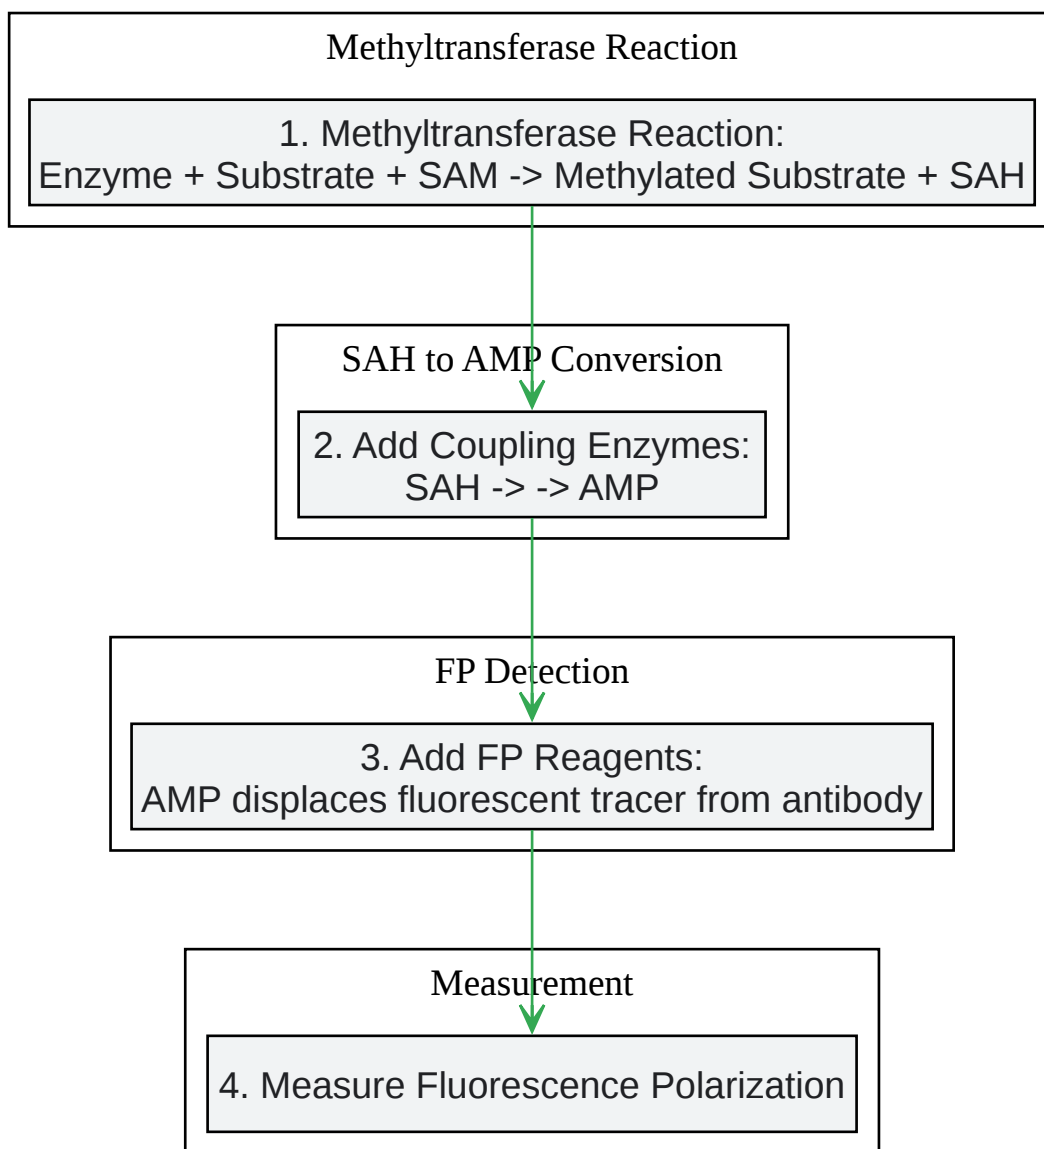 Methyltransferase Reaction
1. Methyltransferase Reaction:
Enzyme + Substrate + SAM -> Methylated Substrate + SAH
SAH to AMP Conversion
2. Add Coupling Enzymes:
SAH -> -> AMP
FP Detection
3. Add FP Reagents:
AMP displaces fluorescent tracer from antibody
Measurement
4. Measure Fluorescence Polarization